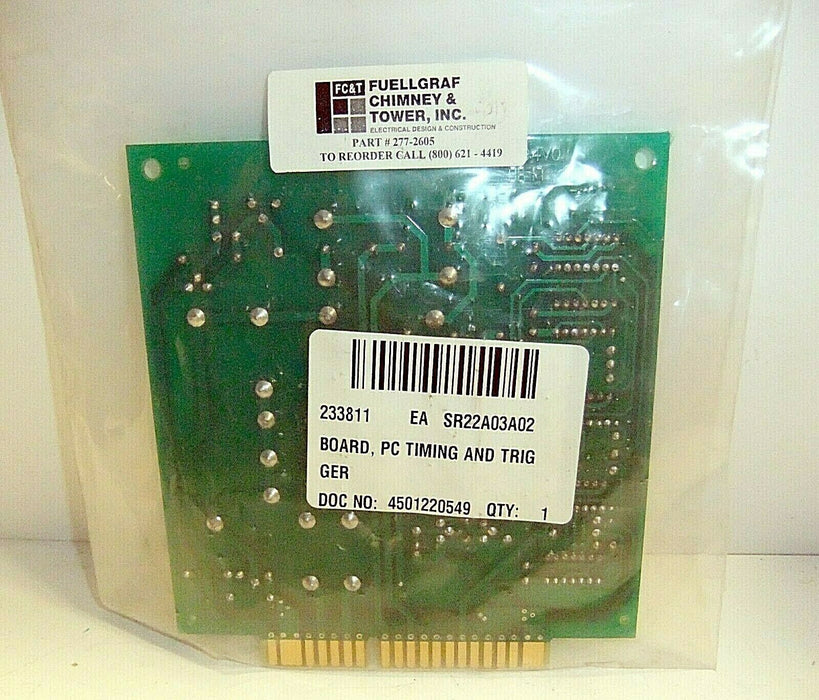 FC&T
FUELLGRAF
CHIMNEY &
TOWER, INC.
ELECTRICAL DESIGN & CONSTRUCTION
PART # 277-2605
TO REORDER CALL (800) 621 - 4419
233811 EA SR22A03A02
BOARD, PC TIMING AND TRIG
GER
DOC NO: 4501220549 QTY: 1